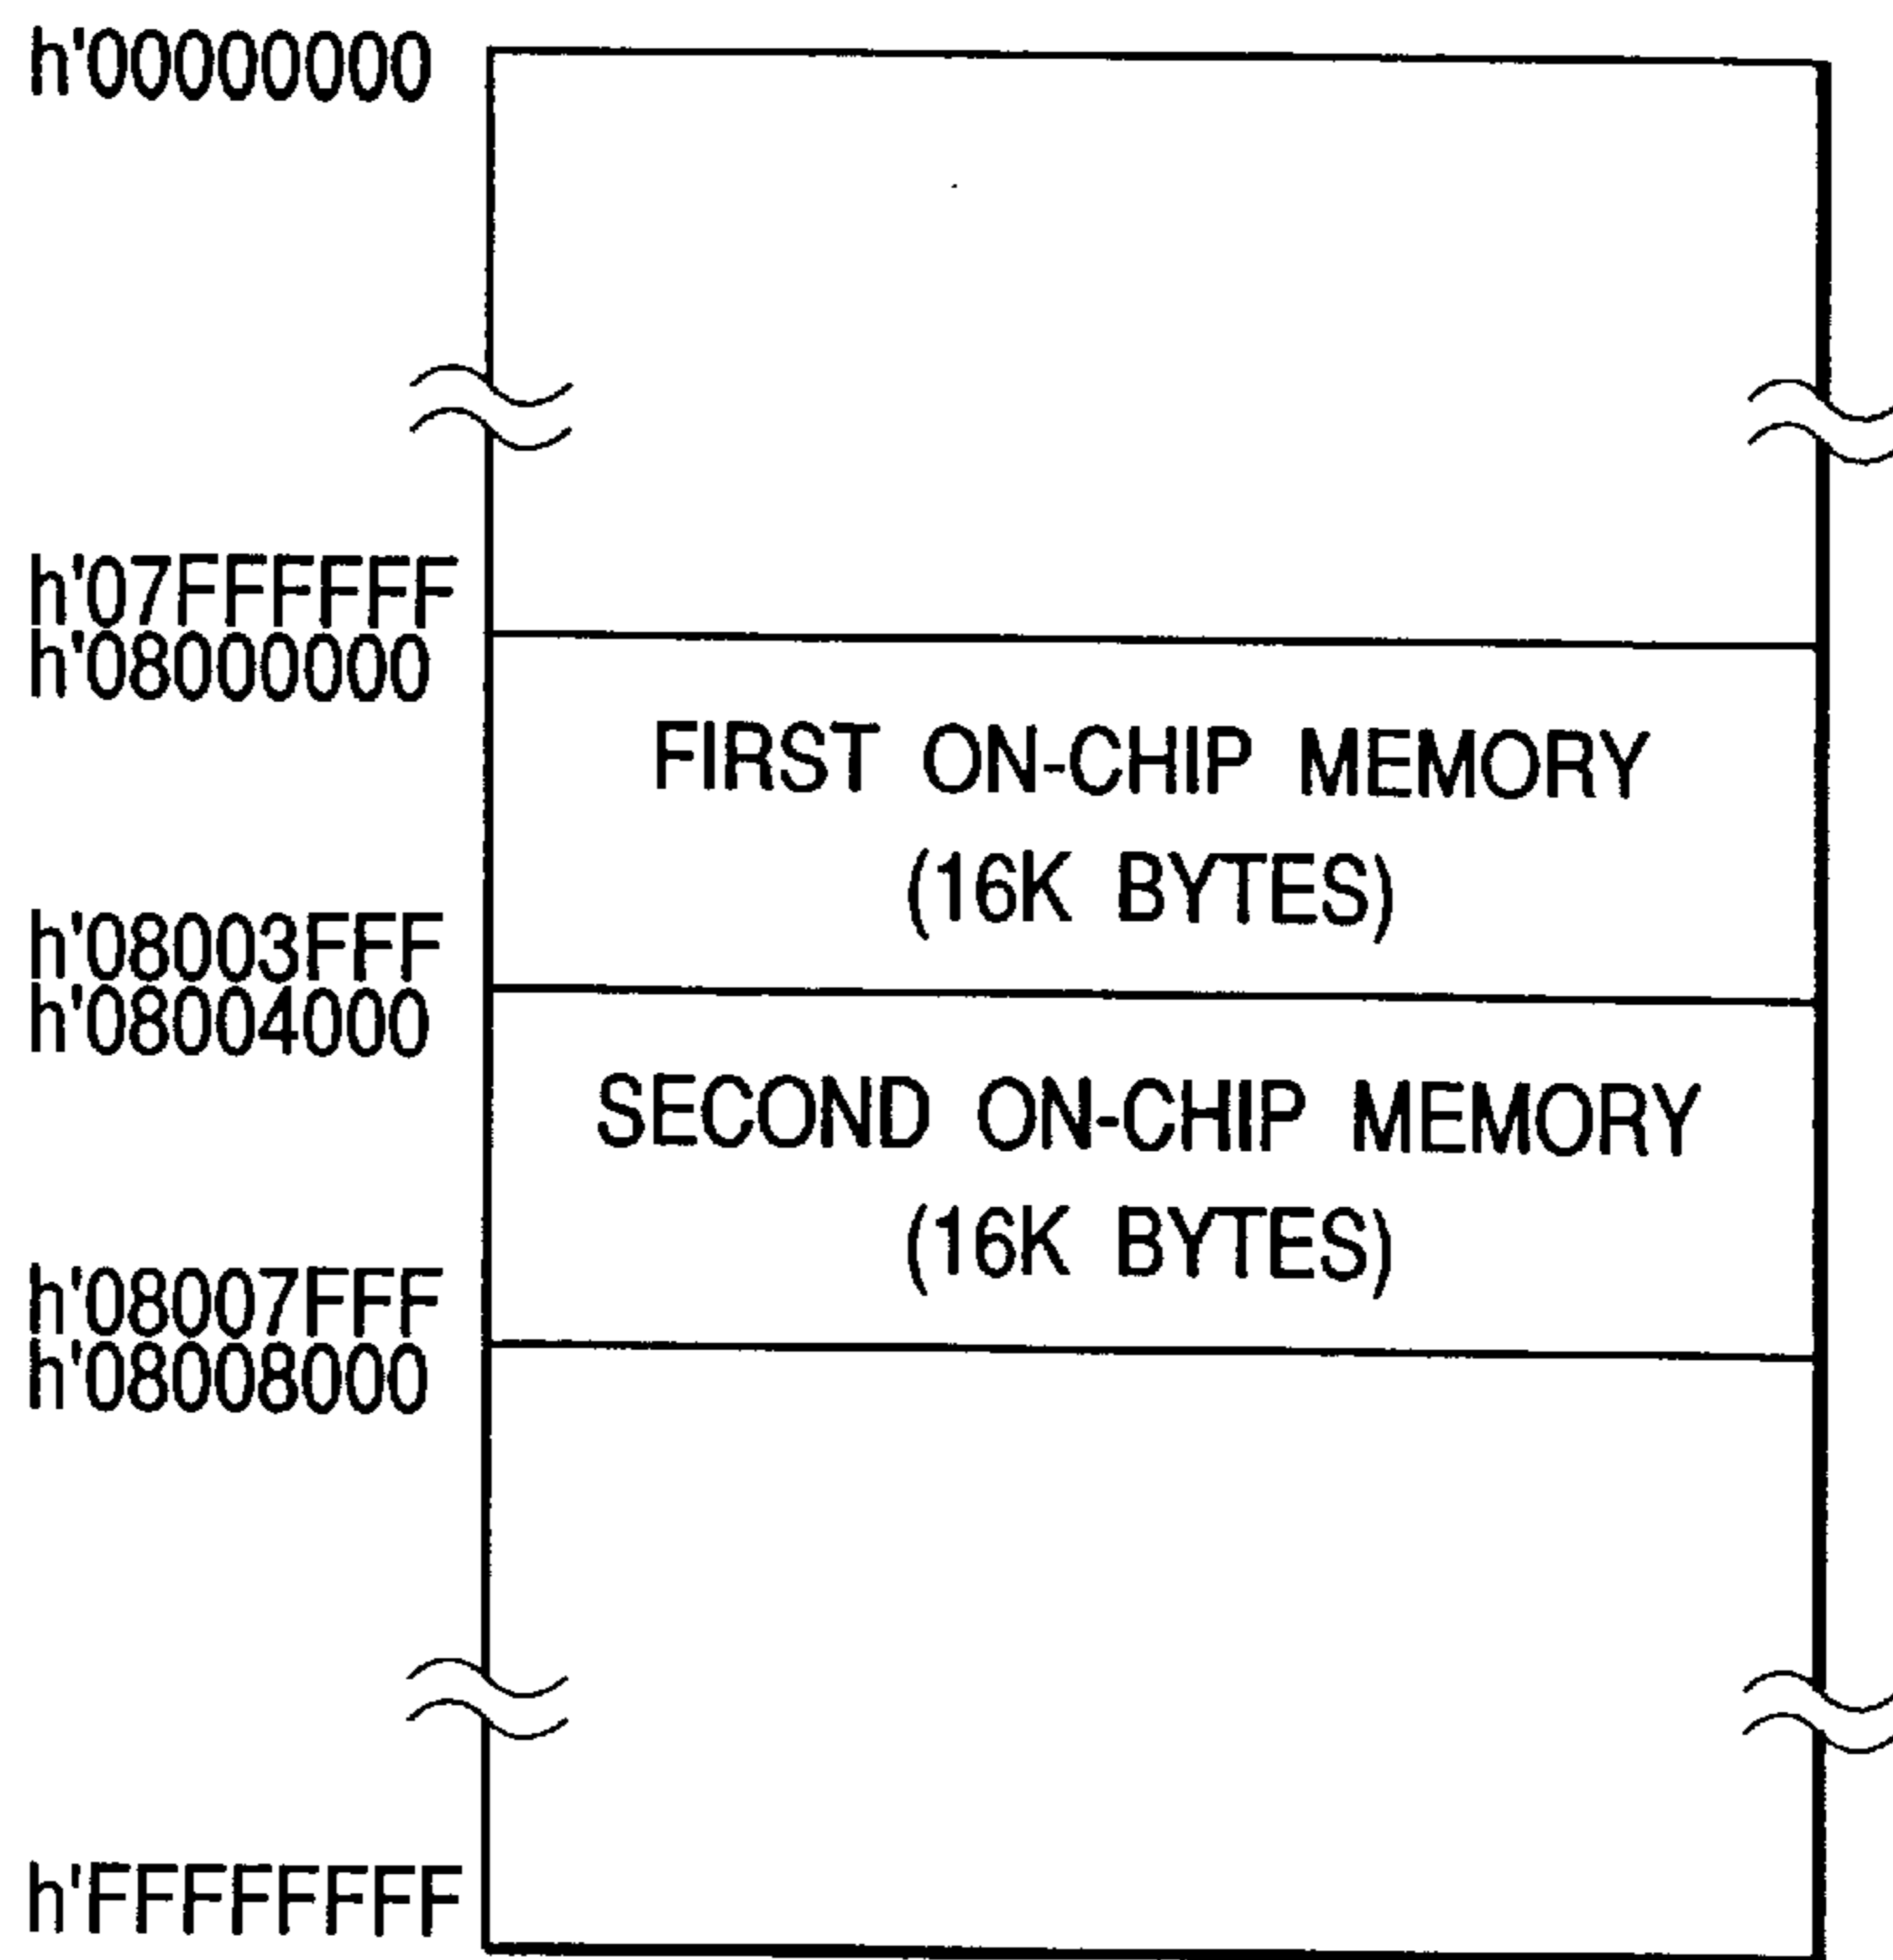 h'00000000
h'07FFFFFF
h'08000000
FIRST ON-CHIP MEMORY
(16K BYTES)
h'08003FFF
h'08004000
SECOND ON-CHIP MEMORY
(16K BYTES)
h'08007FFF
h'08008000
h'FFFFFFFF